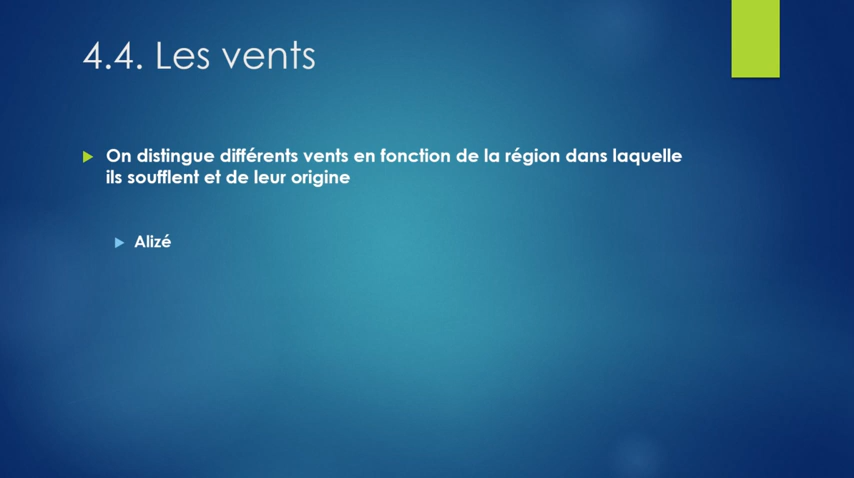 4.4. Les vents
On distingue différents vents en fonction de la région dans laquelle
ils soufflent et de leur origine
Alizé